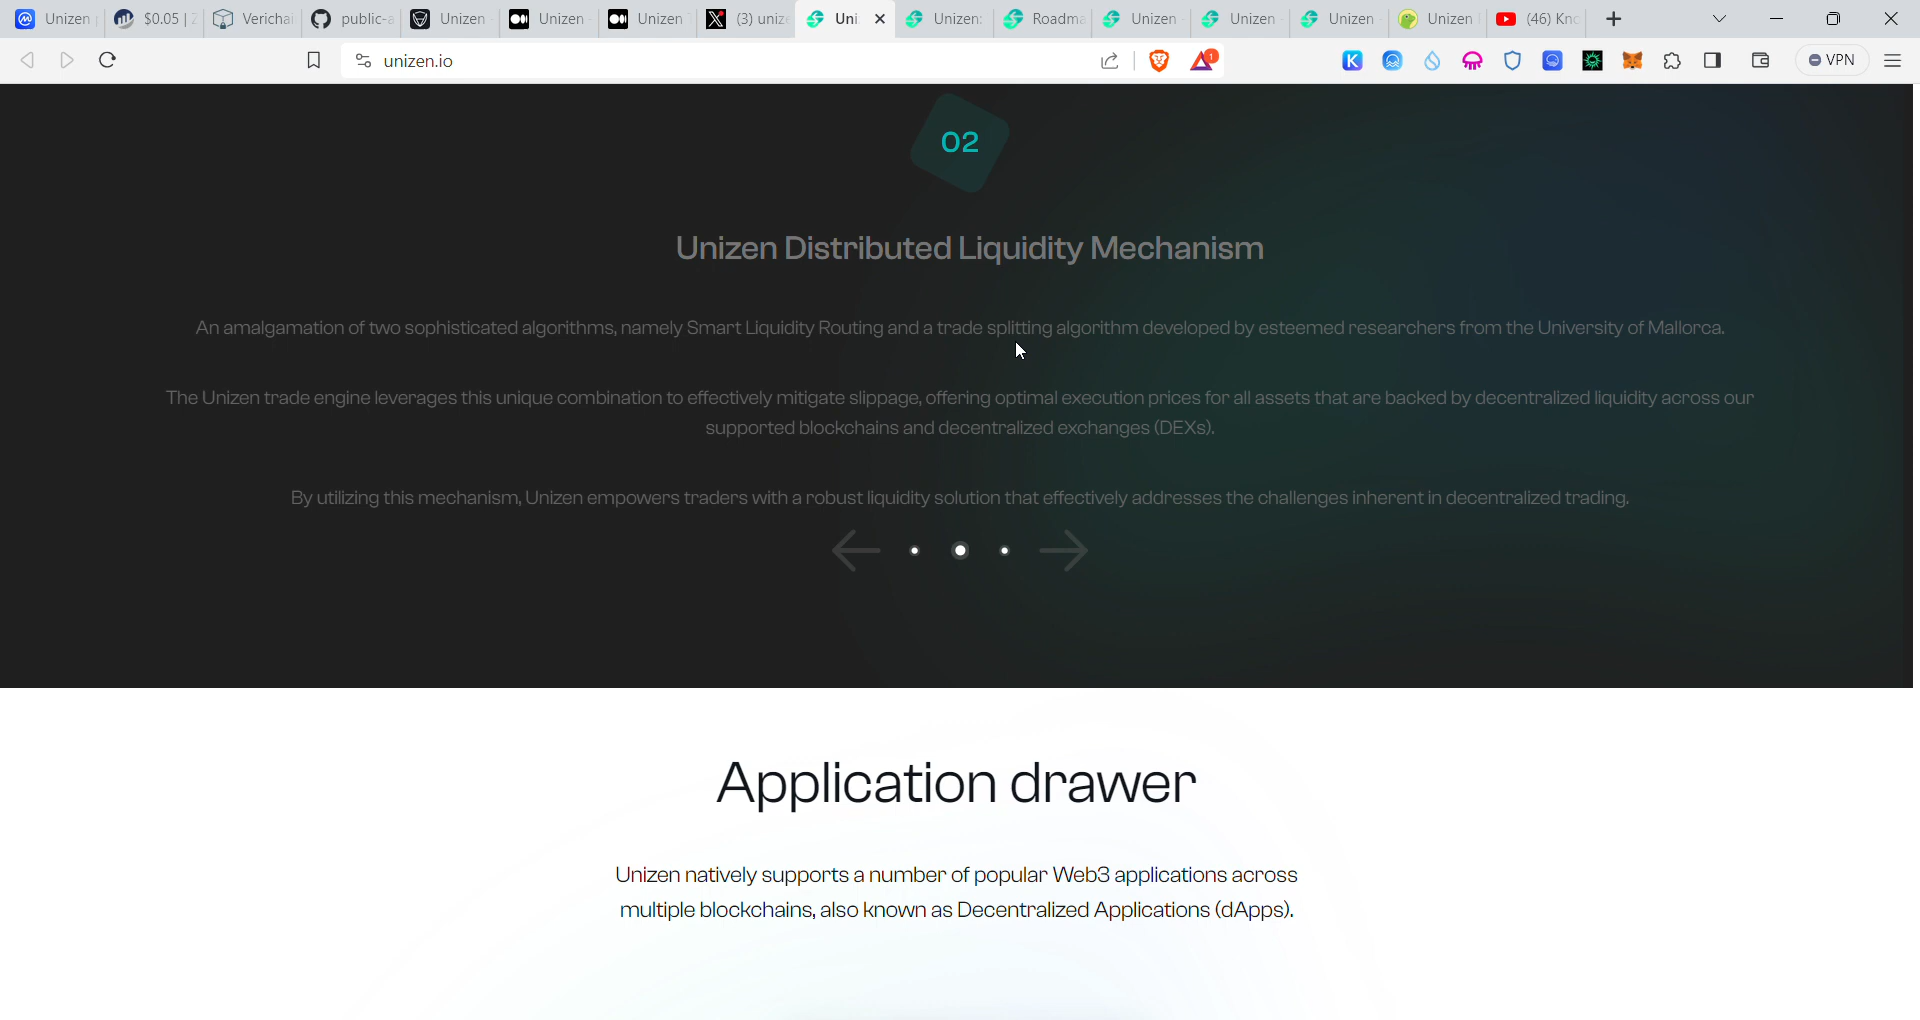 Unizen
$0.05 |
Verichai
public-a
Unizen
Unizen
Unizen
(3) unize
Uni
Unizen:
Roadma
Unizen
Unizen
Unizen
Unizen
(46) Kno
unizen.io
1
VPN
02
Unizen Distributed Liquidity Mechanism
An amalgamation of two sophisticated algorithms, namely Smart Liquidity Routing and a trade splitting algorithm developed by esteemed researchers from the University of Mallorca.
The Unizen trade engine leverages this unique combination to effectively mitigate slippage, offering optimal execution prices for all assets that are backed by decentralized liquidity across our
supported blockchains and decentralized exchanges (DEXs).
By utilizing this mechanism, Unizen empowers traders with a robust liquidity solution that effectively addresses the challenges inherent in decentralized trading.
Application drawer
Unizen natively supports a number of popular Web3 applications across
multiple blockchains, also known as Decentralized Applications (dApps).